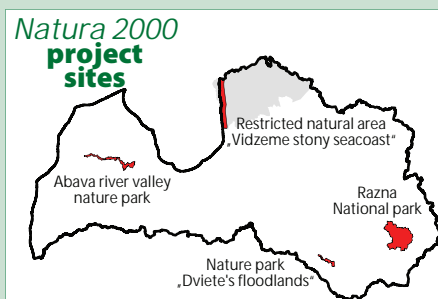 Natura 2000
project
sites
Restricted natural area
„Vidzeme stony seacoast“
Abava river valley
nature park
Razna
National park
Nature park
„Dviete's floodlands“